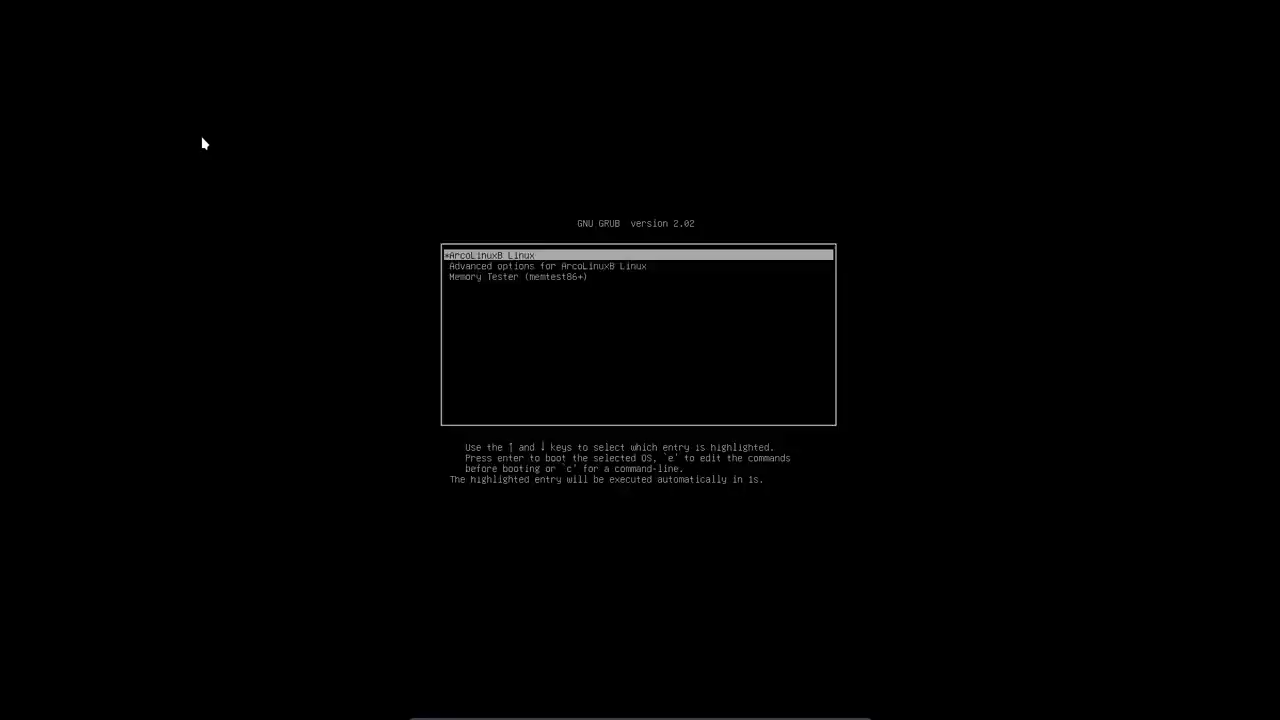 GNU GRUB  version 2.02
*ArcoLinuxB Linux
Advanced options for ArcoLinuxB Linux
Memory Tester (memtest86+)
Use the ↑ and ↓ keys to select which entry is highlighted.
Press enter to boot the selected OS, `e' to edit the commands
before booting or `c' for a command-line.
The highlighted entry will be executed automatically in 1s.